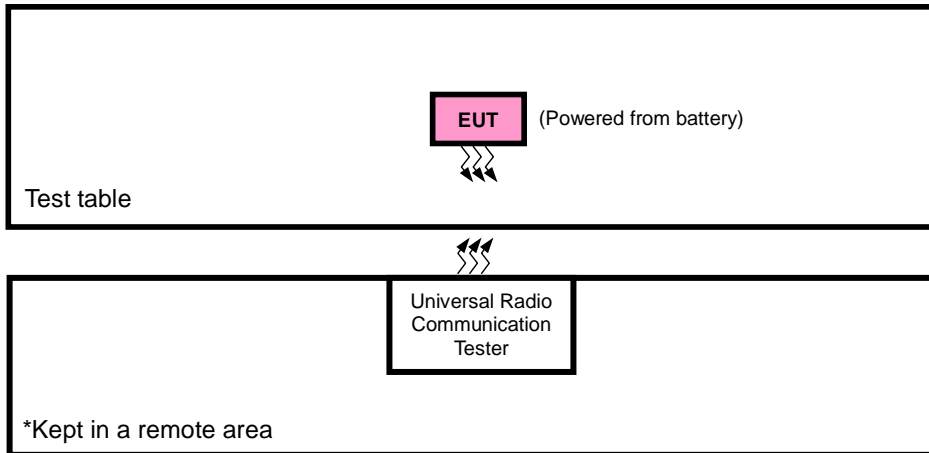 EUT
(Powered from battery)
Test table
Universal Radio
Communication
Tester
*Kept in a remote area